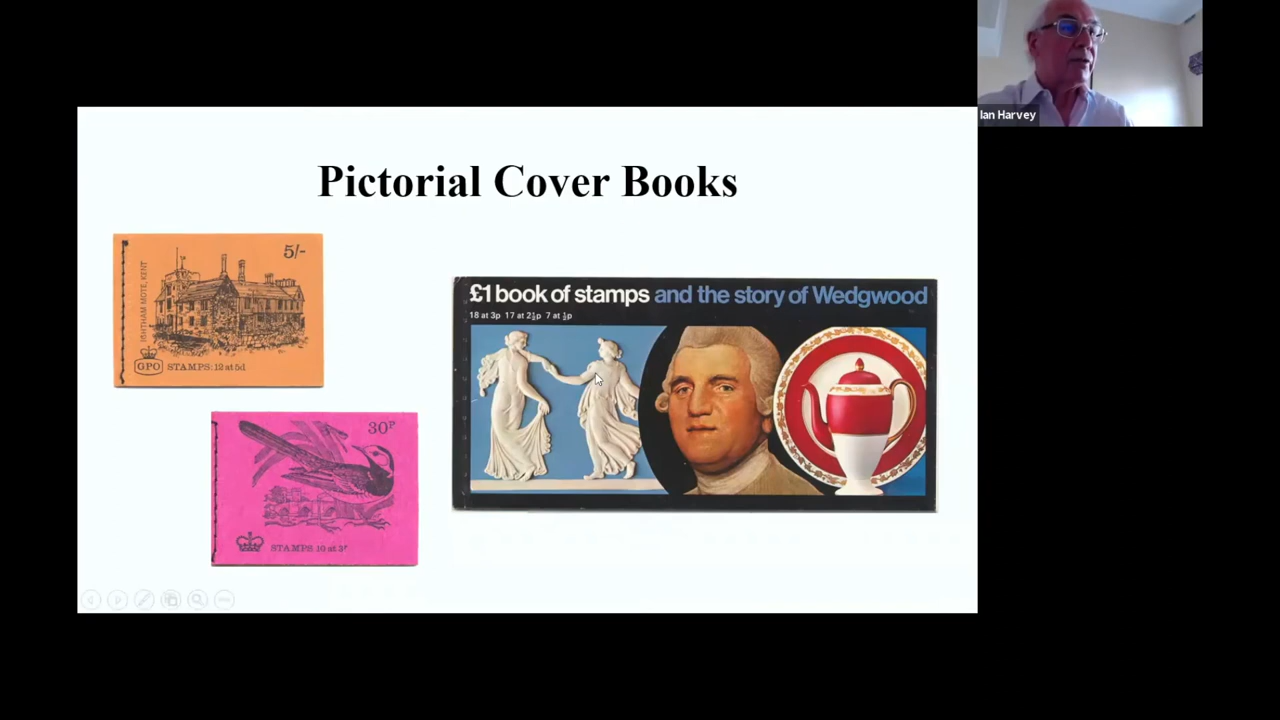 Ian Harvey
Pictorial Cover Books
5/-
IGHTHAM MOTE, KENT
GPO STAMPS: 12 at 5d.
£1 book of stamps and the story of Wedgwood
18 at 3p 17 at 2½p 7 at ½p
30P
STAMPS 10 at 3P